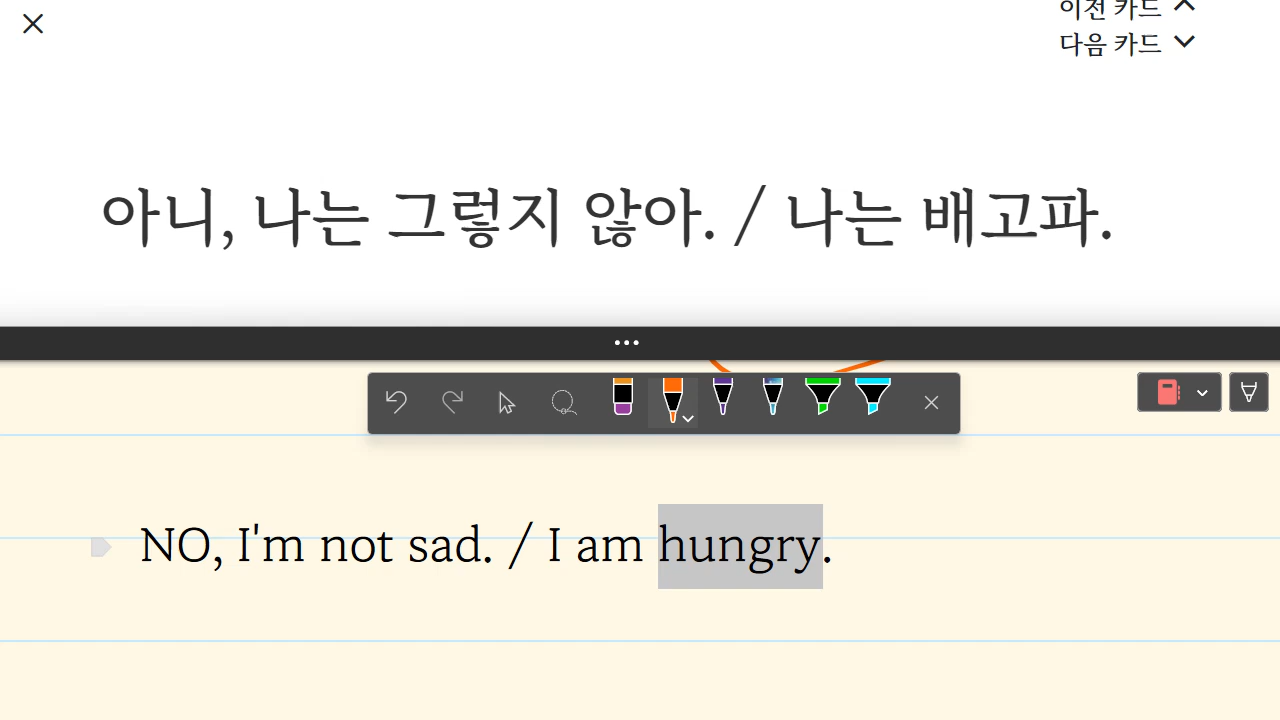 이전 카드
다음 카드
아니, 나는 그렇지 않아. / 나는 배고파.
NO, I'm not sad. / I am hungry.